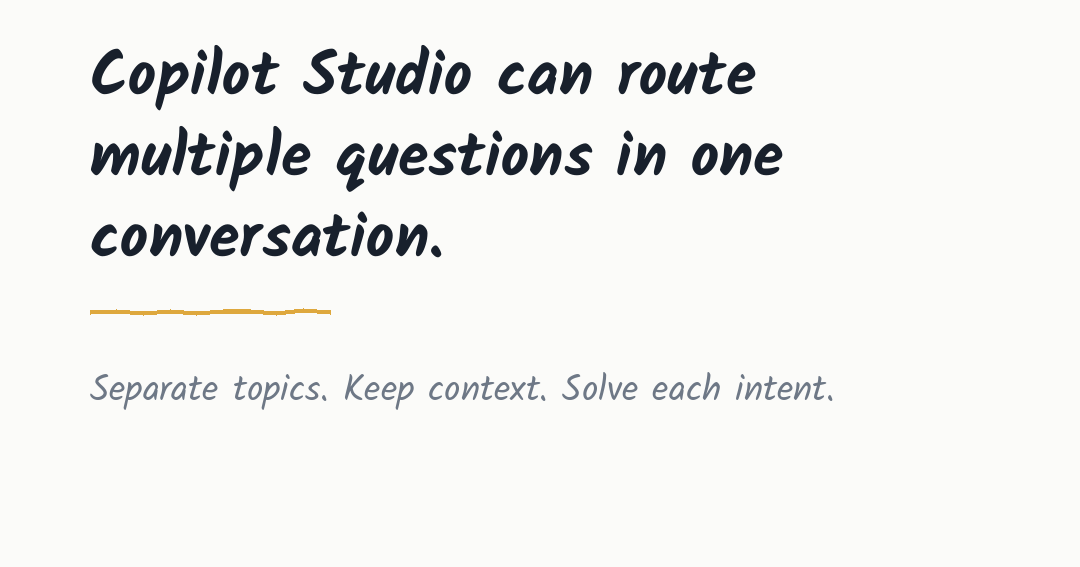 Copilot Studio can route
multiple questions in one
conversation.
Separate topics. Keep context. Solve each intent.